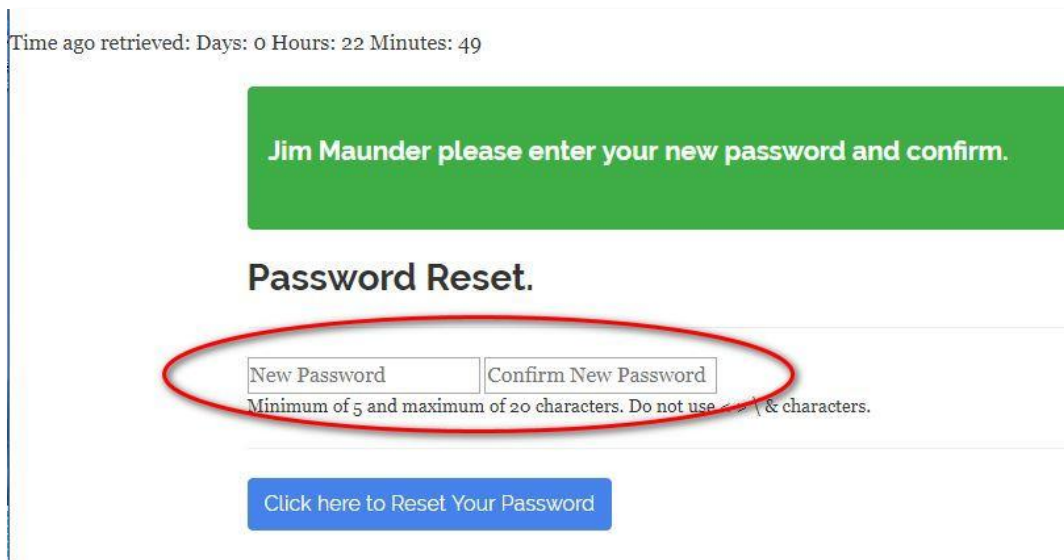 Time ago retrieved: Days: 0 Hours: 22 Minutes: 49
Jim Maunder please enter your new password and confirm.
Password Reset.
New Password Confirm New Password
Minimum of 5 and maximum of 20 characters. Do not use < > \ & characters.
Click here to Reset Your Password